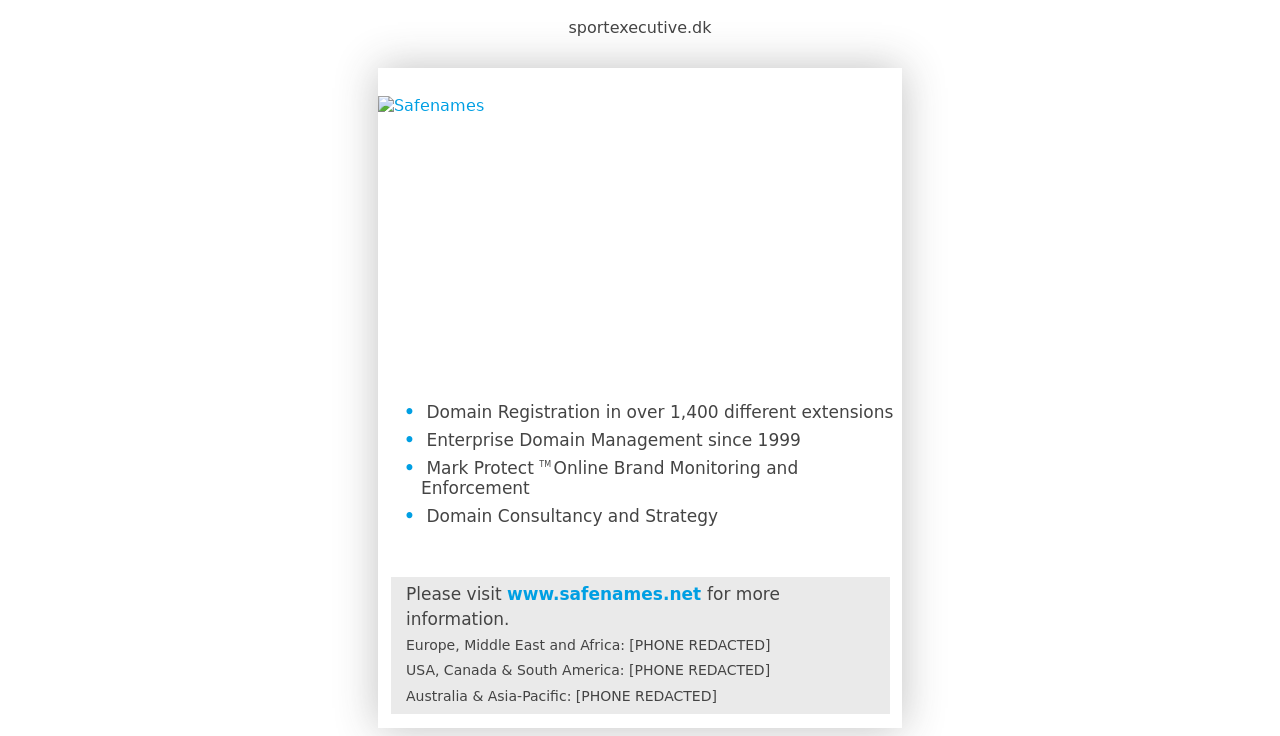 sportexecutive.dk
Safenames
• Domain Registration in over 1,400 different extensions
• Enterprise Domain Management since 1999
• Mark Protect ™Online Brand Monitoring and
Enforcement
• Domain Consultancy and Strategy
Please visit www.safenames.net for more
information.
Europe, Middle East and Africa: [PHONE REDACTED]
USA, Canada & South America: [PHONE REDACTED]
Australia & Asia-Pacific: [PHONE REDACTED]